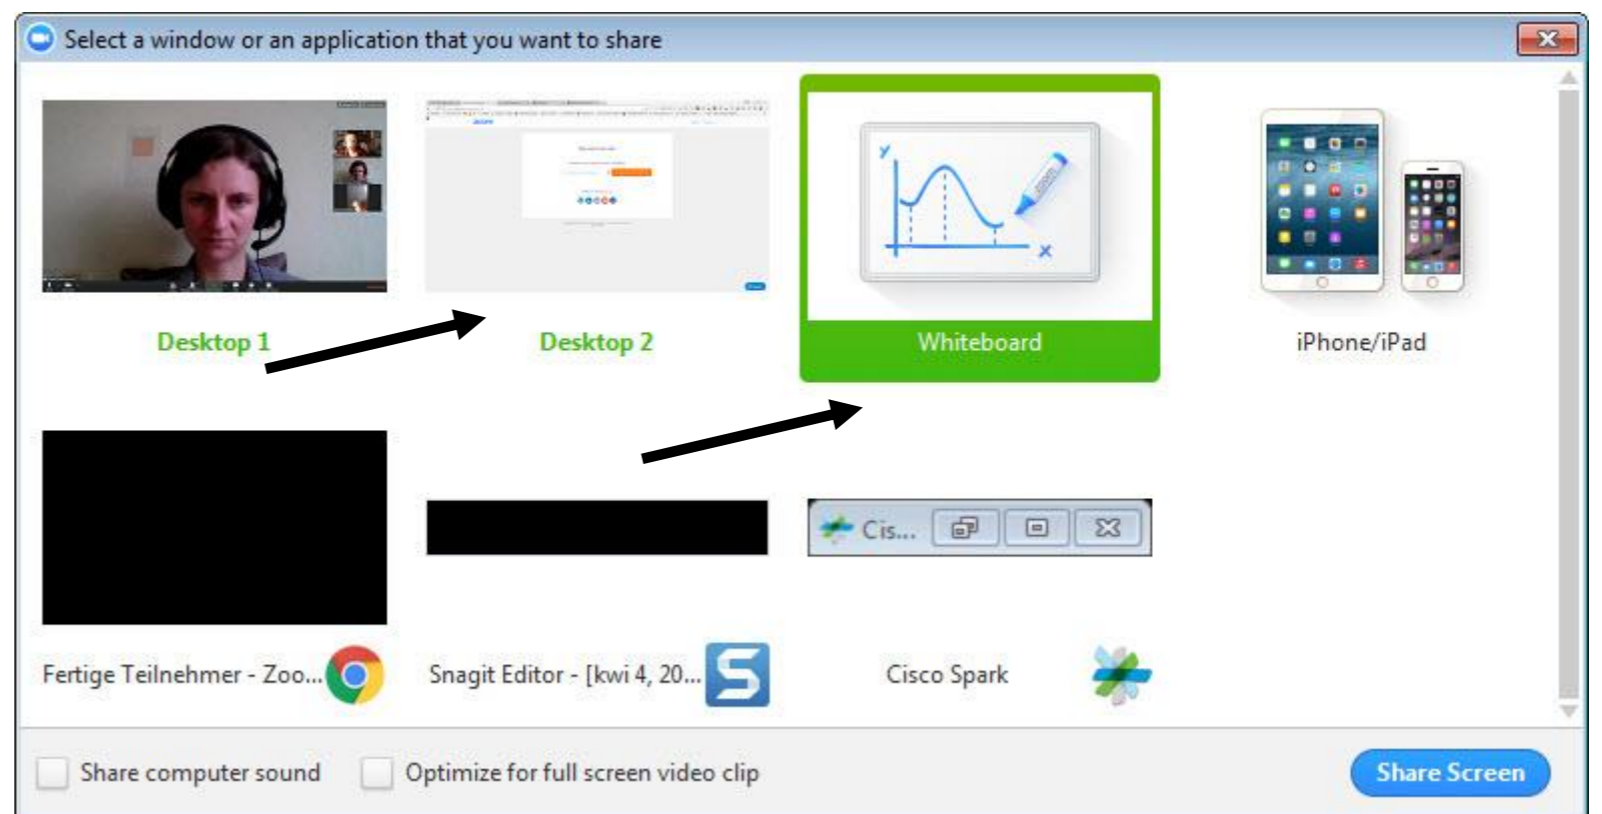 Select a window or an application that you want to share
y
zoom
x
Desktop 1
Desktop 2
Whiteboard
iPhone/iPad
Cis...
Fertige Teilnehmer - Zoo...
Snagit Editor - [kwi 4, 20...
S
Cisco Spark
Share computer sound
Optimize for full screen video clip
Share Screen